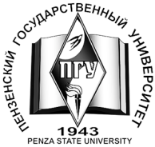 ПЕНЗЕНСКИЙ ГОСУДАРСТВЕННЫЙ УНИВЕРСИТЕТ
ПГУ
1943
PENZA STATE UNIVERSITY